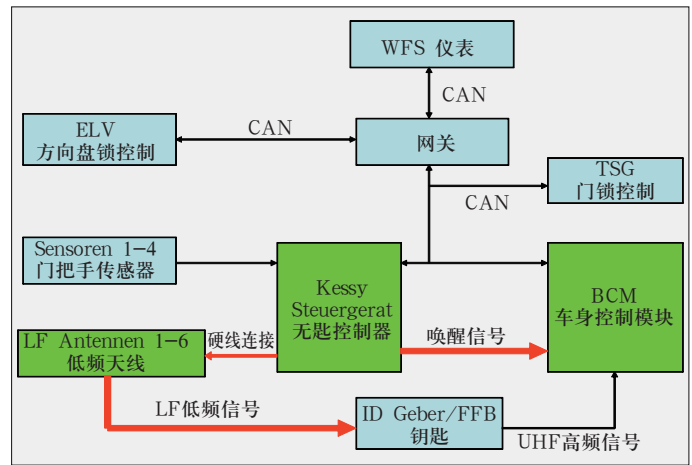 WFS 仪表
CAN
ELV
方向盘锁控制
CAN
网关
TSG
门锁控制
CAN
Sensoren 1-4
门把手传感器
Kessy
Steuergerat
无匙控制器
BCM
车身控制模块
LF Antennen 1-6
低频天线
硬线连接
唤醒信号
LF低频信号
ID Geber/FFB
钥匙
UHF高频信号